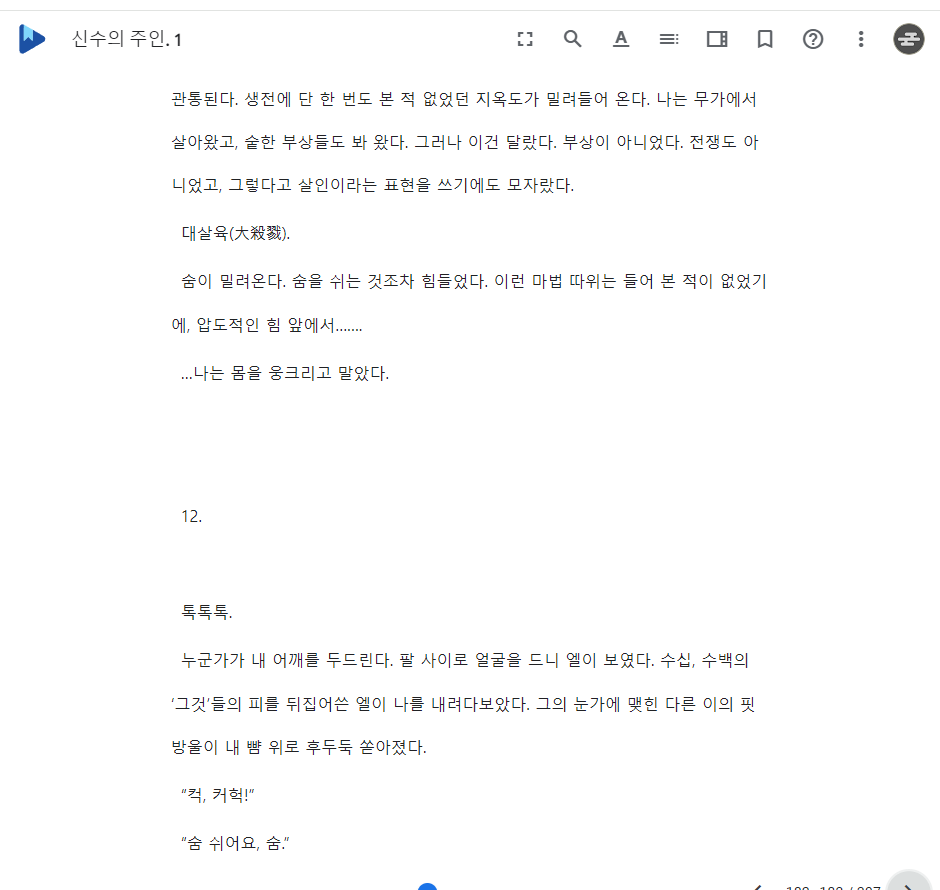 신수의 주인. 1
관통된다. 생전에 단 한 번도 본 적 없었던 지옥도가 밀려들어 온다. 나는 무가에서
살아왔고, 숱한 부상들도 봐 왔다. 그러나 이건 달랐다. 부상이 아니었다. 전쟁도 아
니었고, 그렇다고 살인이라는 표현을 쓰기에도 모자랐다.
대살육(大殺戮).
숨이 밀려온다. 숨을 쉬는 것조차 힘들었다. 이런 마법 따위는 들어 본 적이 없었기
에, 압도적인 힘 앞에서.......
...나는 몸을 웅크리고 말았다.
12.
톡톡톡.
누군가가 내 어깨를 두드린다. 팔 사이로 얼굴을 드니 엘이 보였다. 수십, 수백의
‘그것’들의 피를 뒤집어쓴 엘이 나를 내려다보았다. 그의 눈가에 맺힌 다른 이의 핏
방울이 내 뺨 위로 후두둑 쏟아졌다.
“컥, 커헉!”
“숨 쉬어요, 숨.”